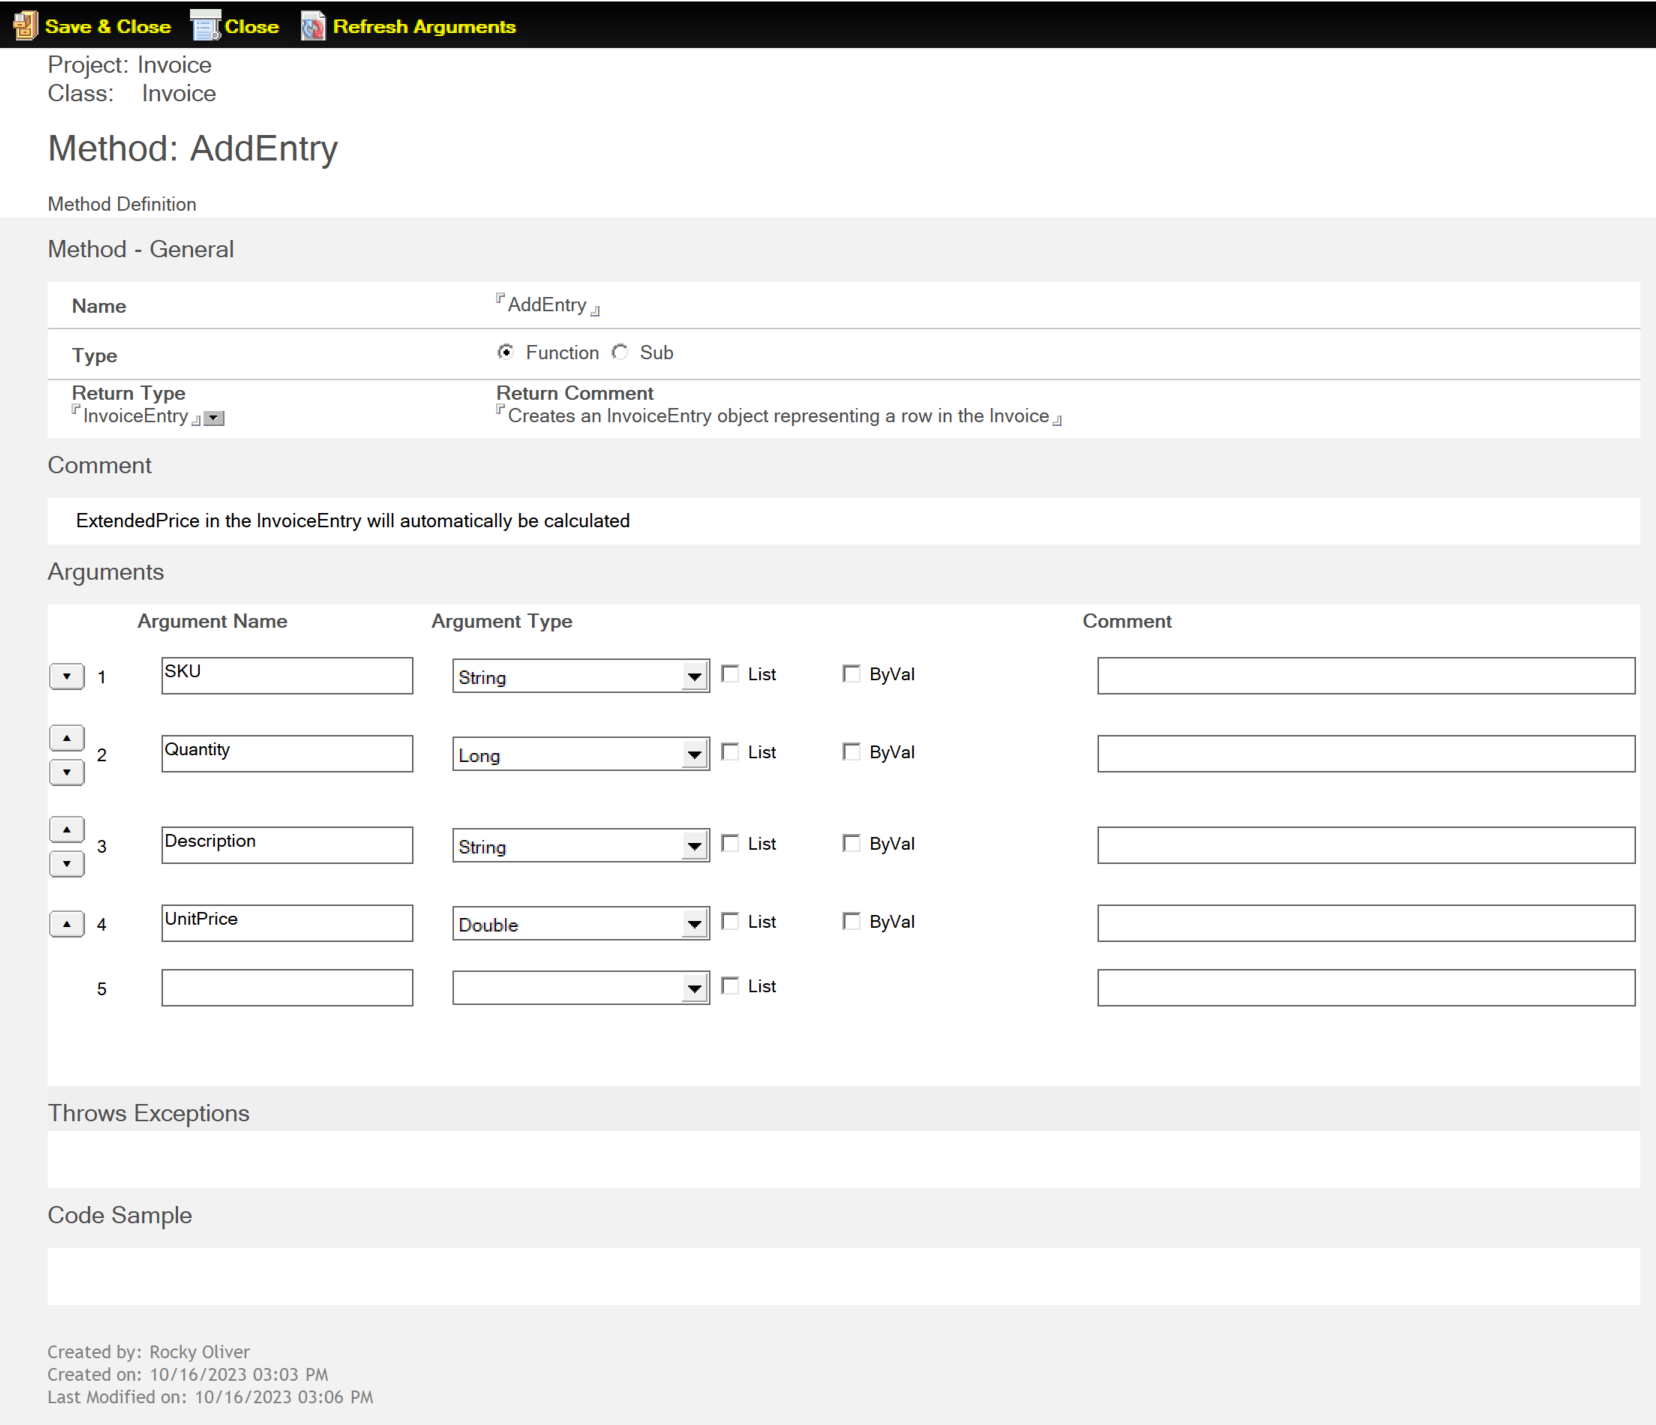 Save & Close Close Refresh Arguments
Project: Invoice
Class: Invoice
Method: AddEntry
Method Definition
Method - General
Name AddEntry
Type Function Sub
Return Type Return Comment
InvoiceEntry Creates an InvoiceEntry object representing a row in the Invoice
Comment
ExtendedPrice in the InvoiceEntry will automatically be calculated
Arguments
Argument Name Argument Type Comment
1 SKU String List ByVal
2 Quantity Long List ByVal
3 Description String List ByVal
4 UnitPrice Double List ByVal
5 List
Throws Exceptions
Code Sample
Created by: Rocky Oliver
Created on: 10/16/2023 03:03 PM
Last Modified on: 10/16/2023 03:06 PM